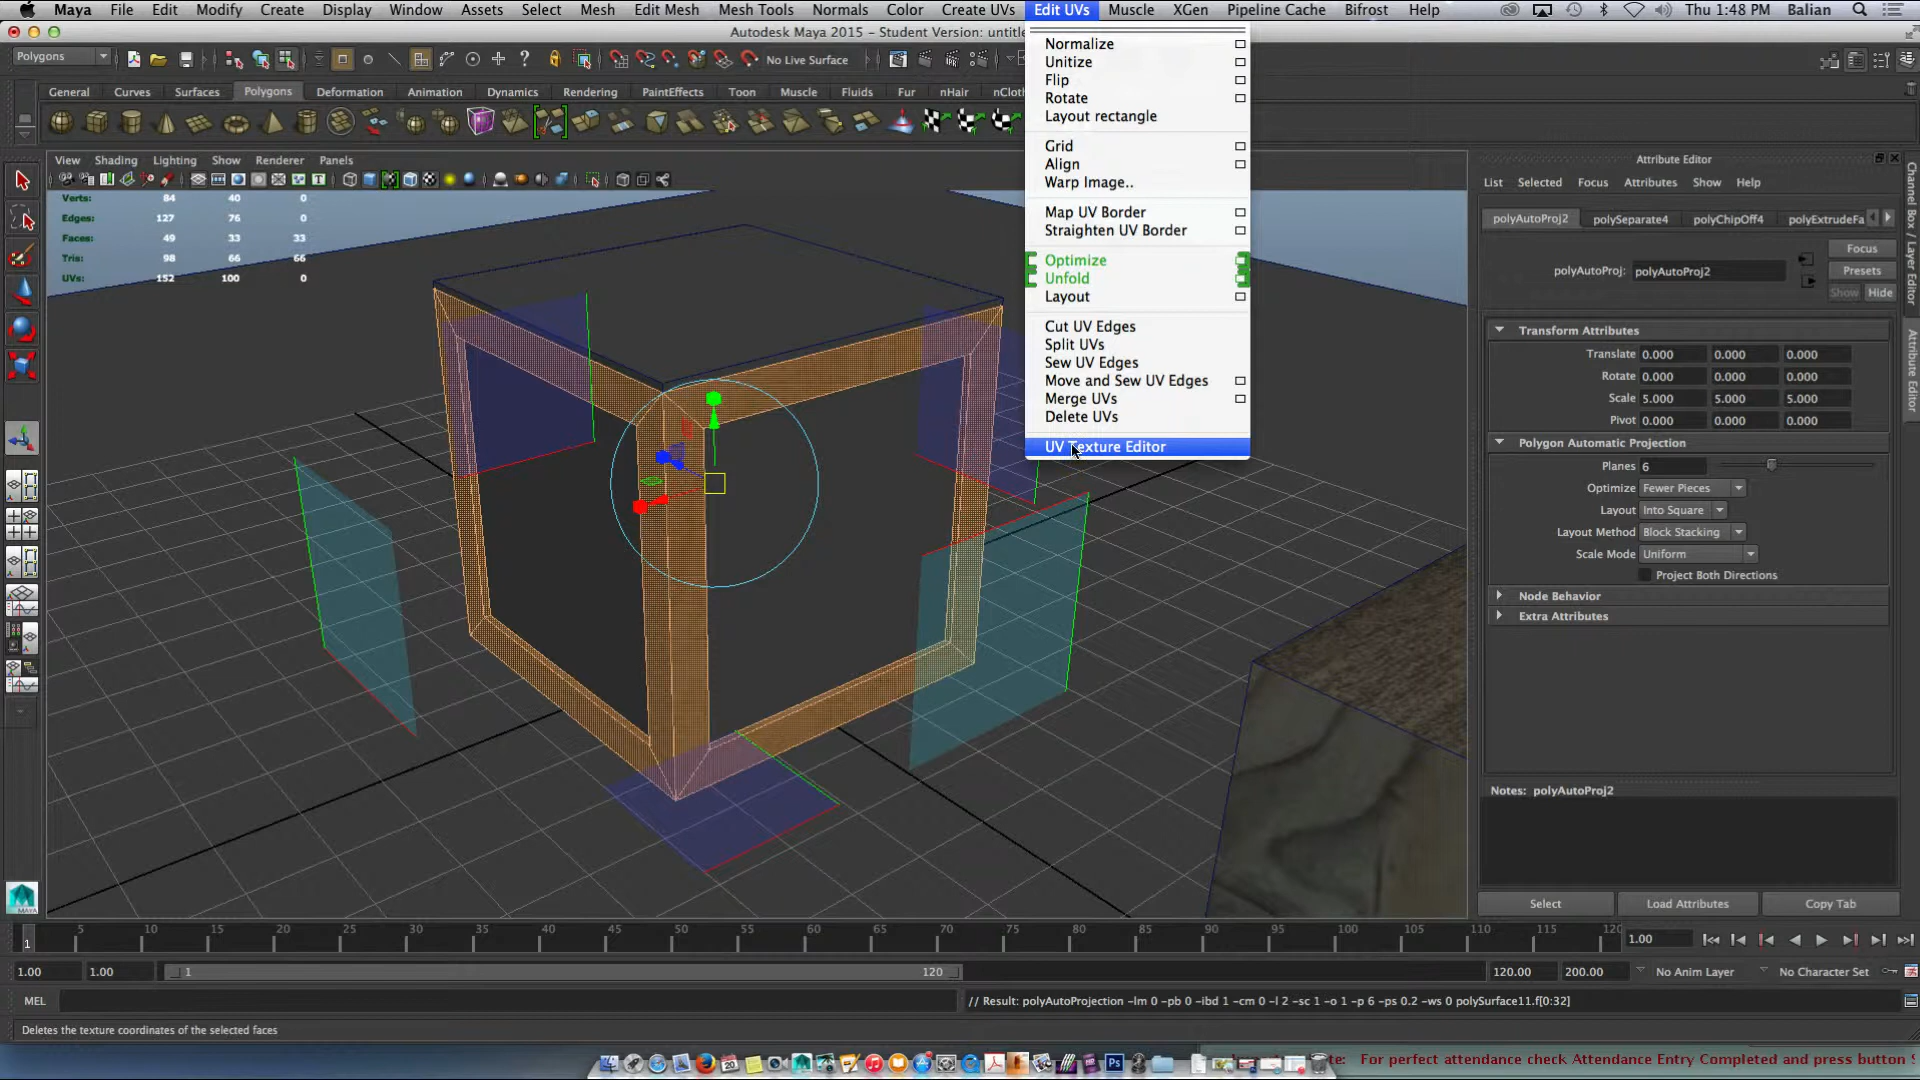 Maya File Edit Modify Create Display Window Assets Select Mesh Edit Mesh Mesh Tools Normals Color Create UVs Edit UVs Muscle XGen Pipeline Cache Bifrost Help Thu 1:48 PM Balian
Autodesk Maya 2015 - Student Version: untitle
Polygons No Live Surface
General Curves Surfaces Polygons Deformation Animation Dynamics Rendering PaintEffects Toon Muscle Fluids Fur nHair nCloth
View Shading Lighting Show Renderer Panels
Verts: 84 40 0
Edges: 127 76 0
Faces: 49 33 33
Tris: 98 66 66
UVs: 152 100 0
Normalize
Unitize
Flip
Rotate
Layout rectangle
Grid
Align
Warp Image..
Map UV Border
Straighten UV Border
Optimize
Unfold
Layout
Cut UV Edges
Split UVs
Sew UV Edges
Move and Sew UV Edges
Merge UVs
Delete UVs
UV Texture Editor
Attribute Editor
List Selected Focus Attributes Show Help
polyAutoProj2 polySeparate4 polyChipOff4 polyExtrudeFa
Focus
polyAutoProj: polyAutoProj2 Presets
Show Hide
Transform Attributes
Translate 0.000 0.000 0.000
Rotate 0.000 0.000 0.000
Scale 5.000 5.000 5.000
Pivot 0.000 0.000 0.000
Polygon Automatic Projection
Planes 6
Optimize Fewer Pieces
Layout Into Square
Layout Method Block Stacking
Scale Mode Uniform
Project Both Directions
Node Behavior
Extra Attributes
Notes: polyAutoProj2
Select Load Attributes Copy Tab
Channel Box / Layer Editor
Attribute Editor
MAYA
1 5 10 15 20 25 30 35 40 45 50 55 60 65 70 75 80 85 90 95 100 105 110 115 120 1.00
1.00 1.00 1 120 120.00 200.00 No Anim Layer No Character Set
MEL // Result: polyAutoProjection -lm 0 -pb 0 -ibd 1 -cm 0 -l 2 -sc 1 -o 1 -p 6 -ps 0.2 -ws 0 polySurface11.f[0:32]
Deletes the texture coordinates of the selected faces
For perfect attendance check Attendance Entry Completed and press button